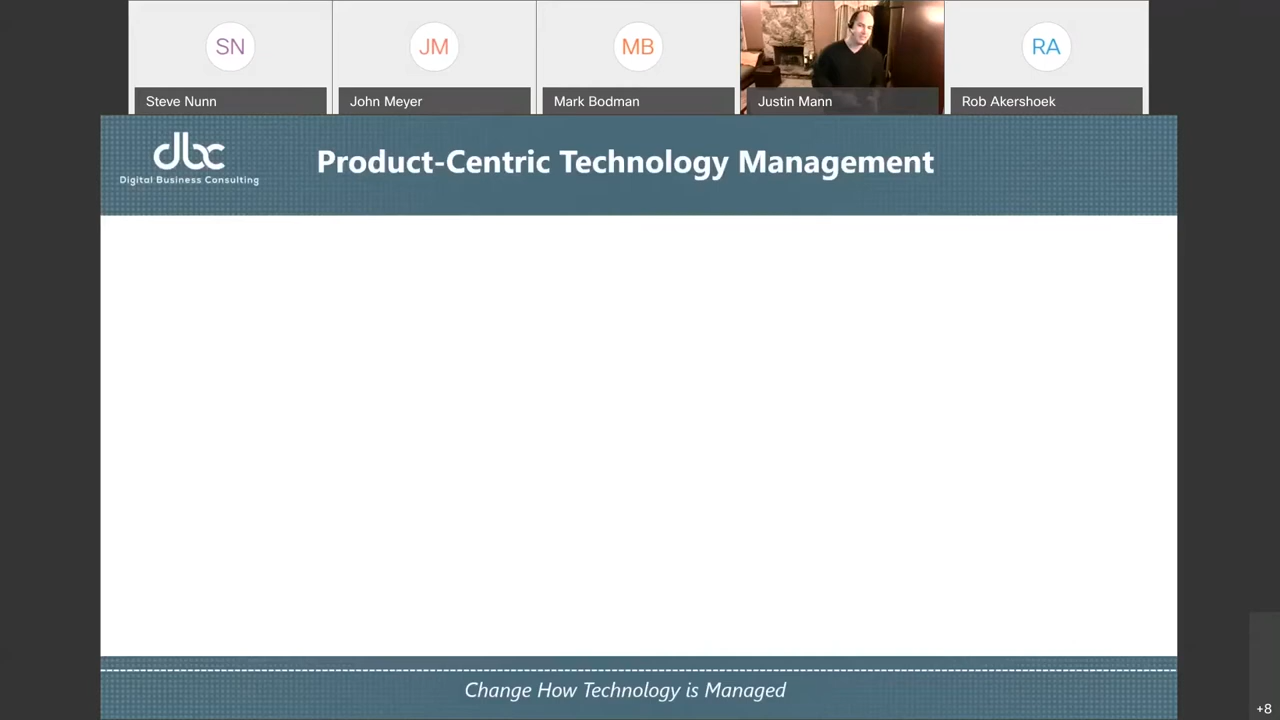 SN
JM
MB
RA
Steve Nunn
John Meyer
Mark Bodman
Justin Mann
Rob Akershoek
dbc
Digital Business Consulting
Product-Centric Technology Management
Change How Technology is Managed
+8